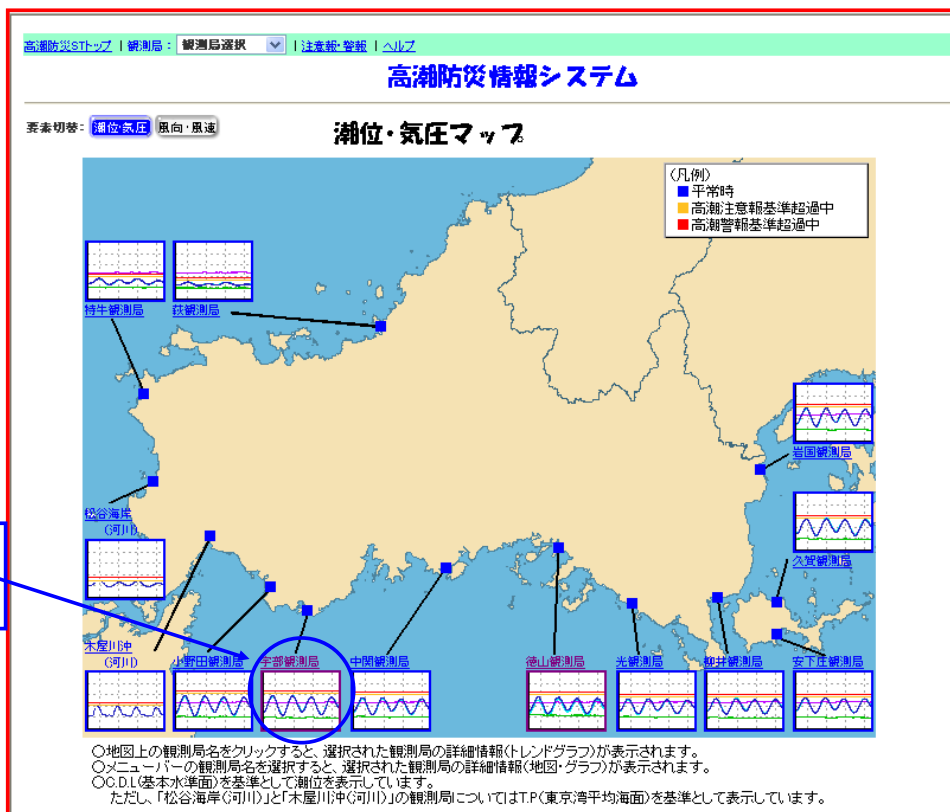 高潮防災STトップ | 観測局： 観測局選択 | 注意報・警報 | ヘルプ
高潮防災情報システム
要素切替： 潮位・気圧 風向・風速
潮位・気圧マップ
(凡例)
平常時
高潮注意報基準超過中
高潮警報基準超過中
特牛観測局
萩観測局
岩国観測局
松谷海岸
(河川)
久賀観測局
木屋川沖
(河川)
小野田観測局
宇部観測局
中関観測局
徳山観測局
光観測局
柳井観測局
安下庄観測局
○地図上の観測局名をクリックすると、選択された観測局の詳細情報(トレンドグラフ)が表示されます。
○メニューバーの観測局名を選択すると、選択された観測局の詳細情報(地図・グラフ)が表示されます。
○C.D.L(基本水準面)を基準として潮位を表示しています。
ただし、「松谷海岸(河川)」と「木屋川沖(河川)」の観測局についてはT.P(東京湾平均海面)を基準として表示しています。